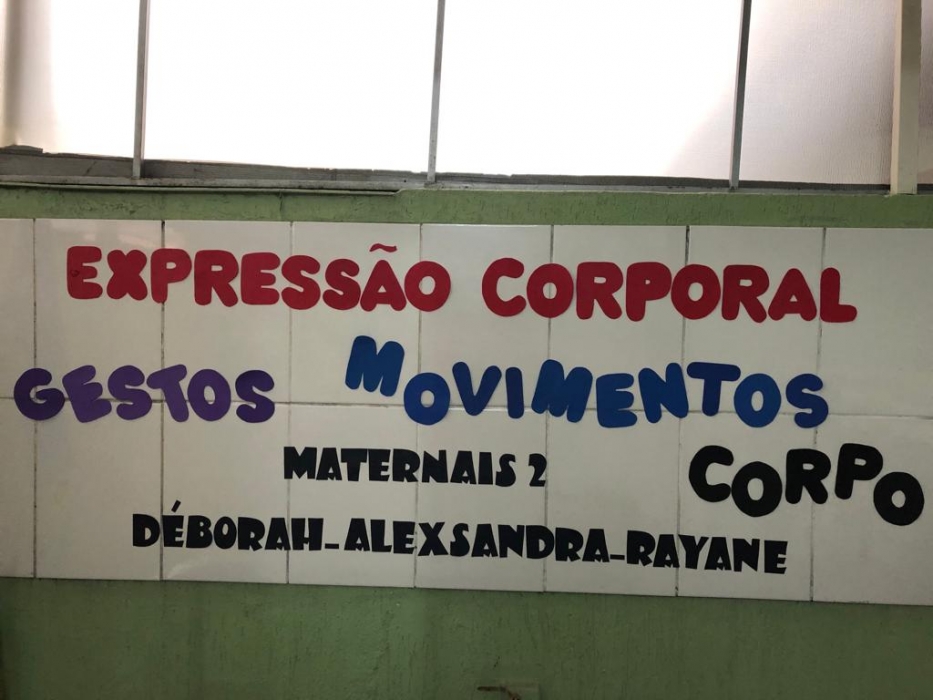 EXPRESSÃO CORPORAL
GESTOS MOVIMENTOS
MATERNAIS 2 CORPO
DÉBORAH-ALEXSANDRA-RAYANE